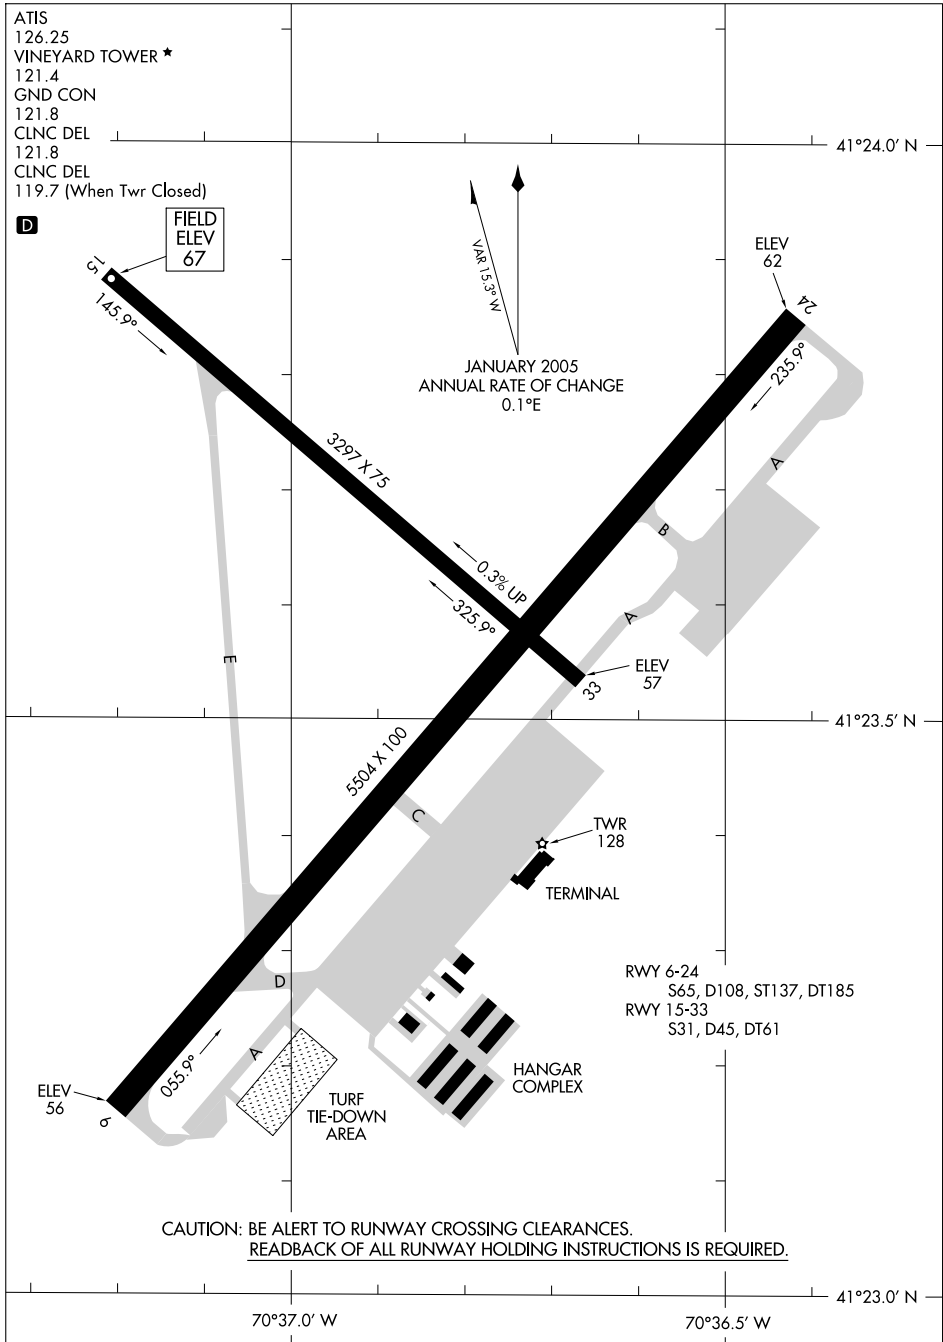 ATIS
126.25
VINEYARD TOWER ★
121.4
GND CON
121.8
CLNC DEL
121.8
CLNC DEL
119.7 (When Twr Closed)
D
41°24.0' N
FIELD
ELEV
67
15
145.9°
VAR 15.3° W
JANUARY 2005
ANNUAL RATE OF CHANGE
0.1°E
ELEV
62
24
235.9°
A
3297 X 75
B
0.3% UP
325.9°
A
E
ELEV
57
33
41°23.5' N
5504 X 100
C
TWR
128
TERMINAL
D
RWY 6-24
S65, D108, ST137, DT185
RWY 15-33
S31, D45, DT61
055.9°
A
ELEV
56
6
TURF
TIE-DOWN
AREA
HANGAR
COMPLEX
CAUTION: BE ALERT TO RUNWAY CROSSING CLEARANCES.
READBACK OF ALL RUNWAY HOLDING INSTRUCTIONS IS REQUIRED.
41°23.0' N
70°37.0' W
70°36.5' W